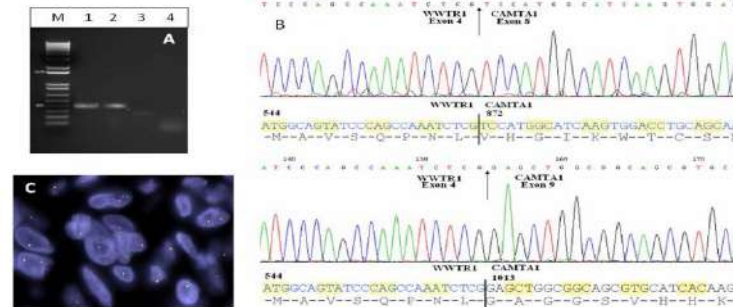 M 1 2 3 4
A
C
B
WWTR1 CAMTA1
Exon 4 Exon 8
WWTR1 CAMTA1
544 872
ATGGCAGTATCCCAGCCAAATCTCGTCCATGGCATCAAGTGGACCTGCAGCA
M — A — V — S — Q — P — N — L — V — H — G — I — K — W — T — C — S
WWTR1 CAMTA1
Exon 4 Exon 9
WWTR1 CAMTA1
544 1013
ATGGCAGTATCCCAGCCAAATCTCGGAGCTGGCGGCAGCGTGCATCACAAG
M — A — V — S — Q — P — N — L — G — A — G — G — S — V — H — H — K